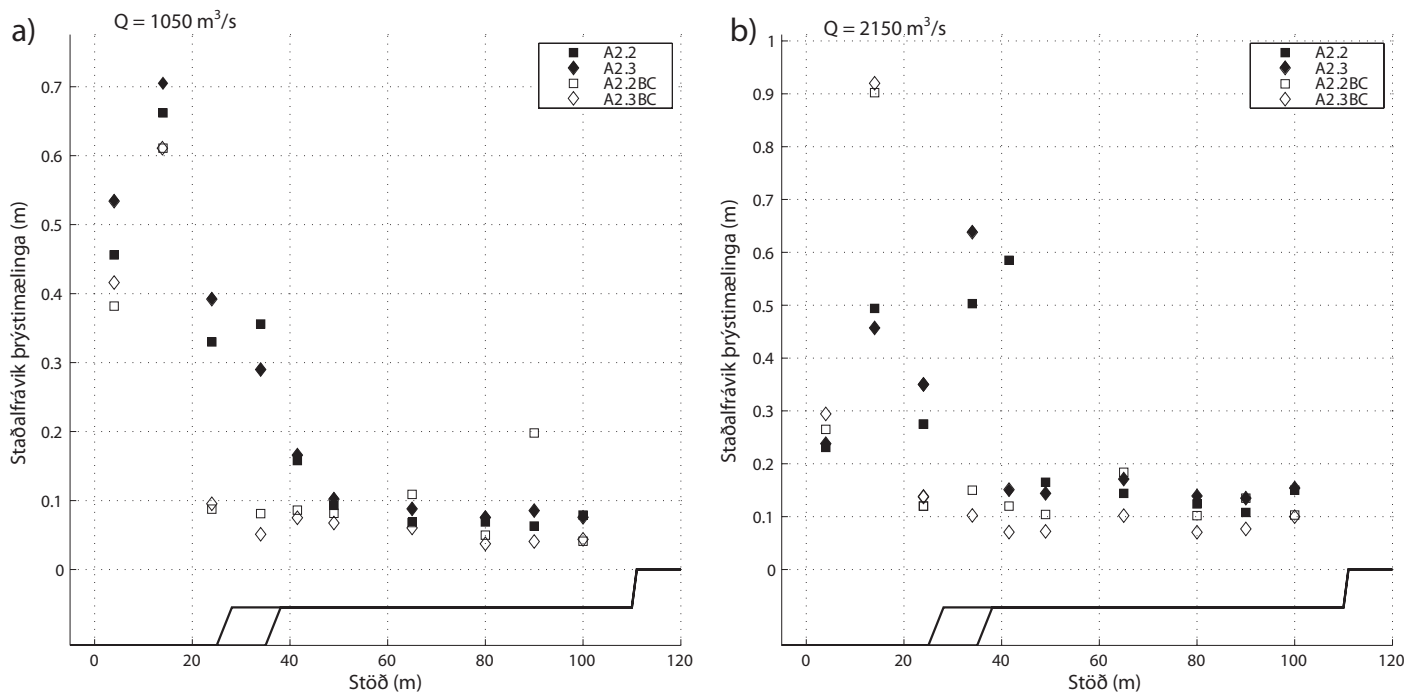 a)
Q = 1050 m³/s
A2.2
A2.3
A2.2BC
A2.3BC
Staðalfrávik þrýstimælinga (m)
0.7
0.6
0.5
0.4
0.3
0.2
0.1
0
0 20 40 60 80 100 120
Stöð (m)
b)
Q = 2150 m³/s
A2.2
A2.3
A2.2BC
A2.3BC
Staðalfrávik þrýstimælinga (m)
1
0.9
0.8
0.7
0.6
0.5
0.4
0.3
0.2
0.1
0
0 20 40 60 80 100 120
Stöð (m)